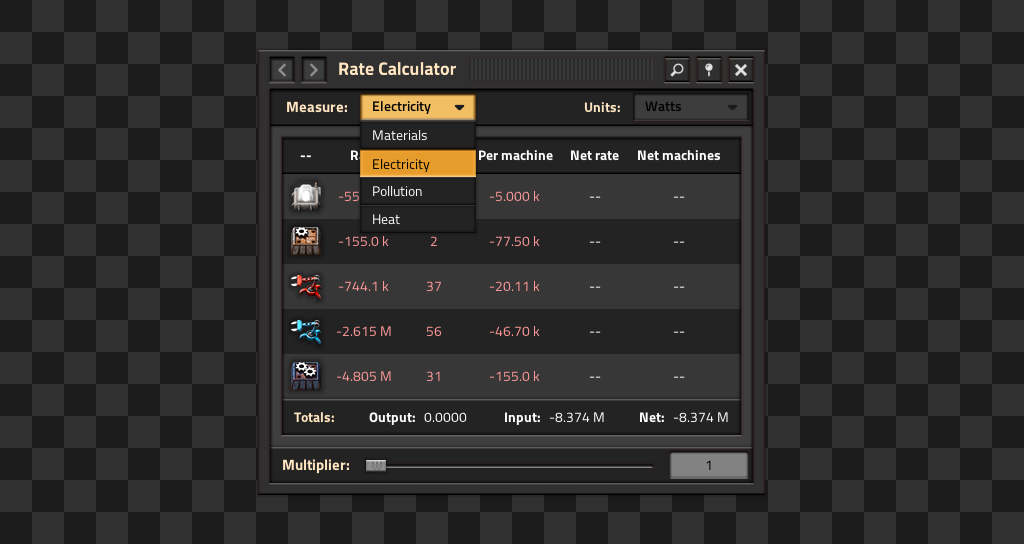 Rate Calculator
Measure: Electricity Units: Watts
Materials
-- Per machine Net rate Net machines
Electricity
Pollution
-5.000 k -- --
Heat
-155.0 k 2 -77.50 k -- --
-744.1 k 37 -20.11 k -- --
-2.615 M 56 -46.70 k -- --
-4.805 M 31 -155.0 k -- --
Totals: Output: 0.0000 Input: -8.374 M Net: -8.374 M
Multiplier: 1